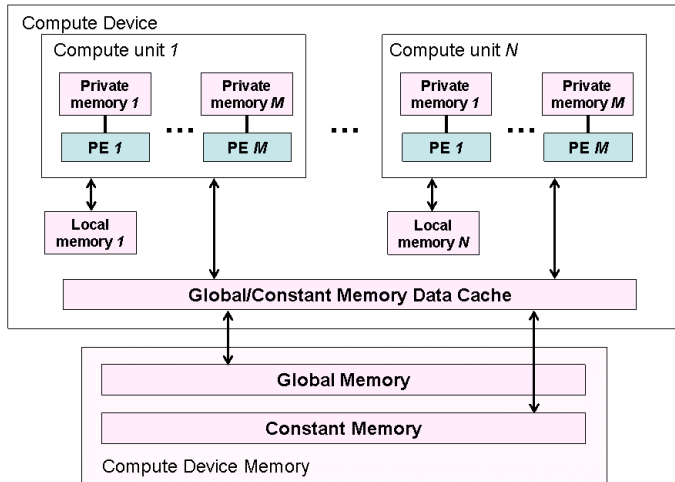 Compute Device
Compute unit 1
Compute unit N
Private
memory 1
Private
memory M
Private
memory 1
Private
memory M
...
...
...
PE 1
PE M
PE 1
PE M
Local
memory 1
Local
memory N
Global/Constant Memory Data Cache
Global Memory
Constant Memory
Compute Device Memory